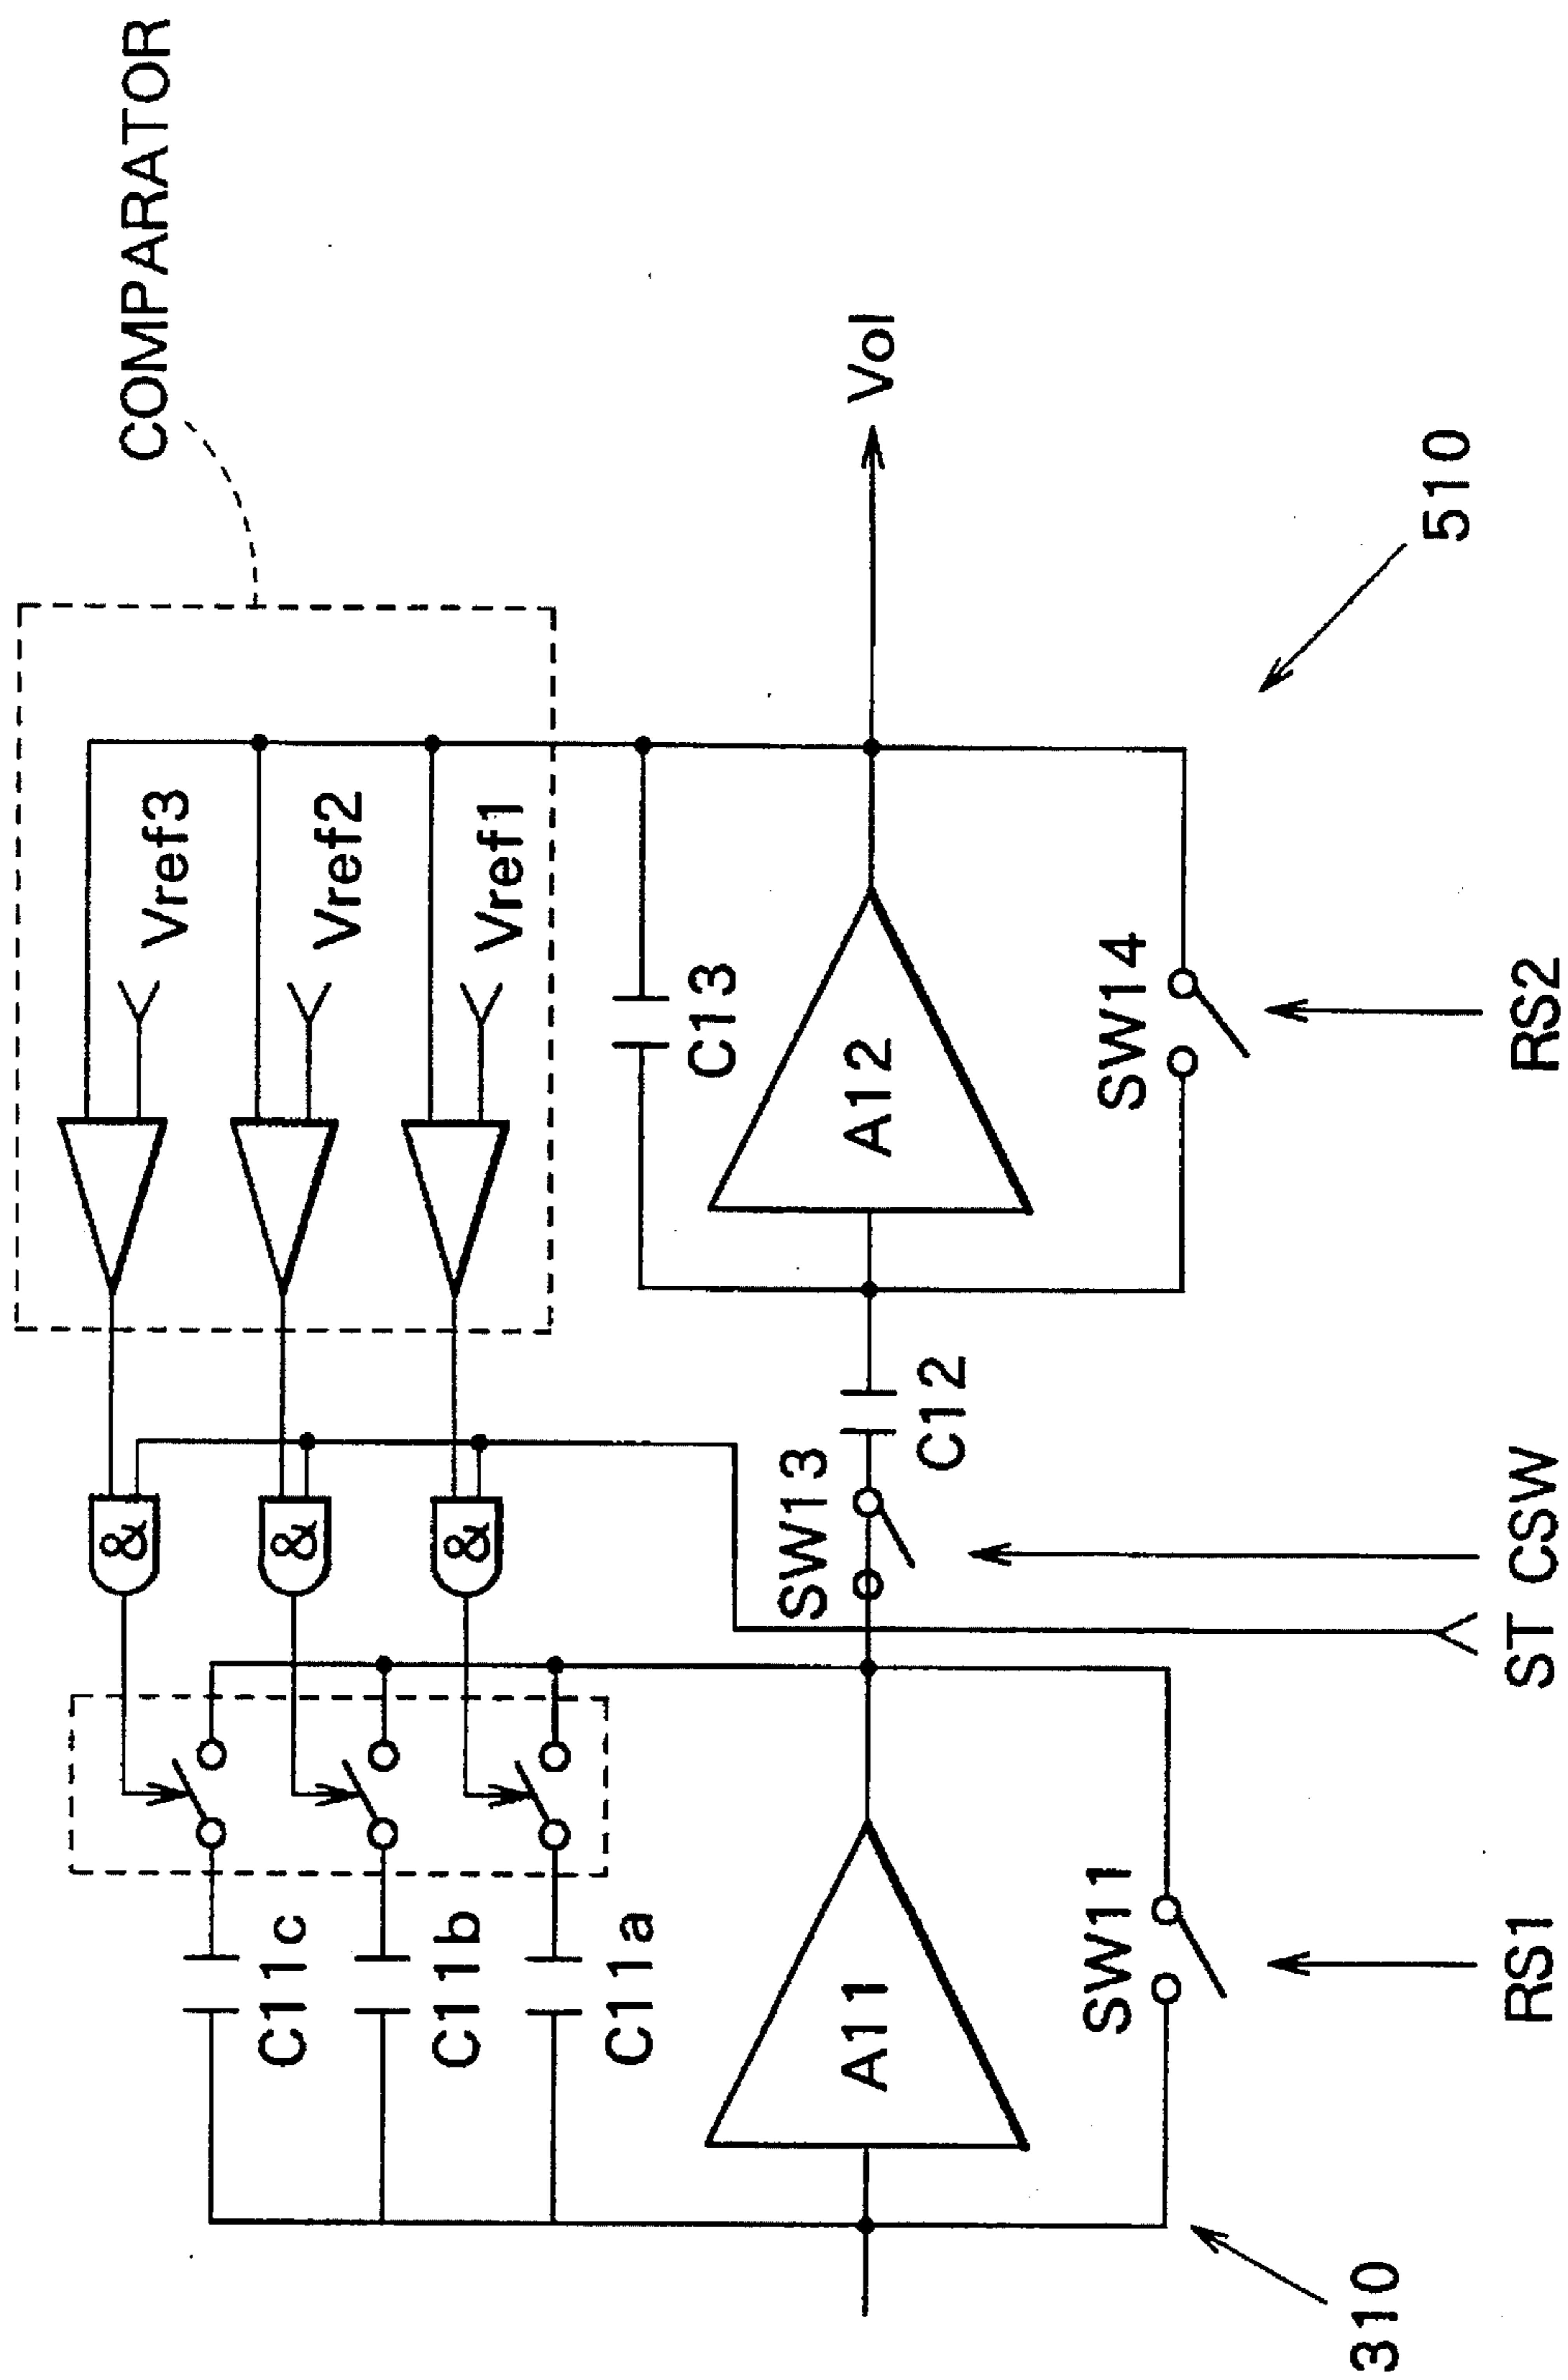 COMPARATOR
Vref3
Vref2
Vref1
&
&
&
C11c
C11b
C11a
C13
Vol
A11
A12
SW13
C12
SW11
SW14
510
310
RS1
ST
CSW
RS2